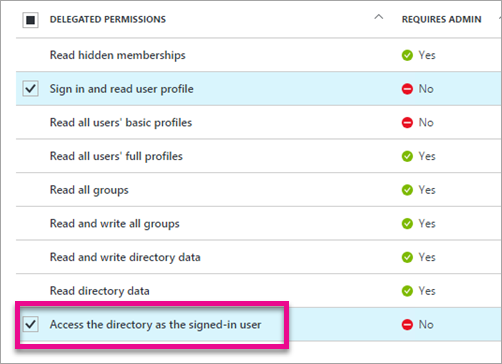 DELEGATED PERMISSIONS REQUIRES ADMIN
Read hidden memberships Yes
Sign in and read user profile No
Read all users' basic profiles No
Read all users' full profiles Yes
Read all groups Yes
Read and write all groups Yes
Read and write directory data Yes
Read directory data Yes
Access the directory as the signed-in user No